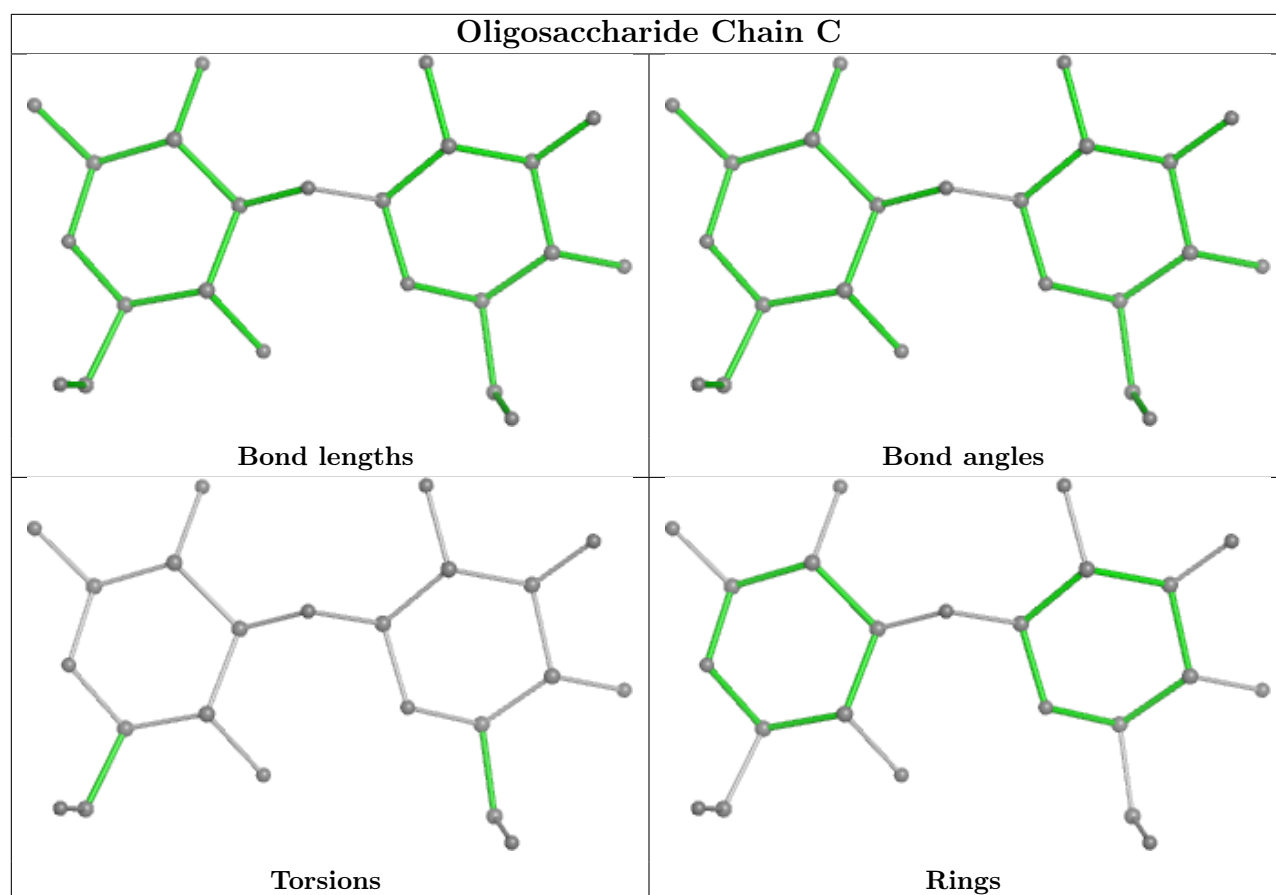 Oligosaccharide Chain C
Bond lengths
Bond angles
Torsions
Rings